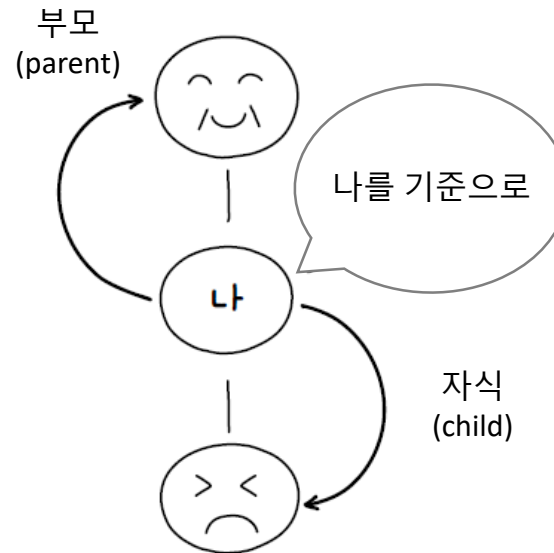 부모
(parent)
나를 기준으로
나
자식
(child)